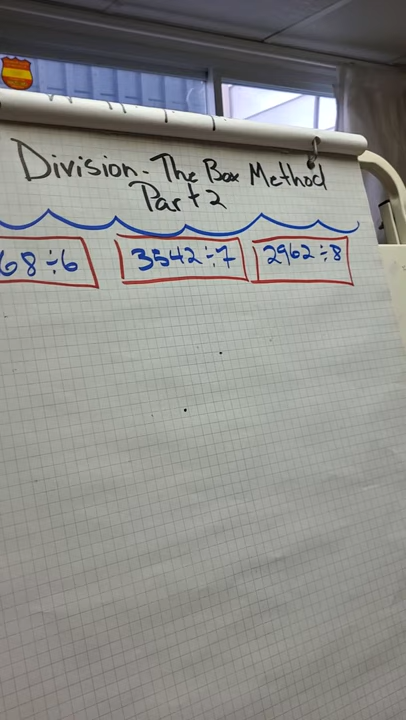 Division - The Box Method
Part 2
68 ÷ 6
3542 ÷ 7
2962 ÷ 8